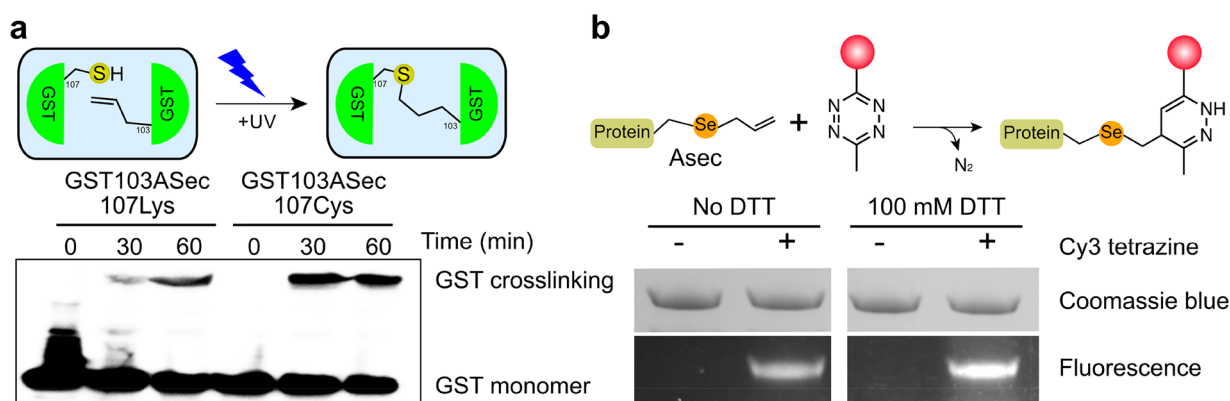 a
GST
107
SH
103
GST
+UV
GST
107
S
103
GST
GST103ASec
107Lys
GST103ASec
107Cys
0 30 60 0 30 60 Time (min)
GST crosslinking
GST monomer
b
Protein
Se
Asec
+
N N
N N
N₂
Protein
Se
NH
N
No DTT 100 mM DTT
- + - + Cy3 tetrazine
Coomassie blue
Fluorescence